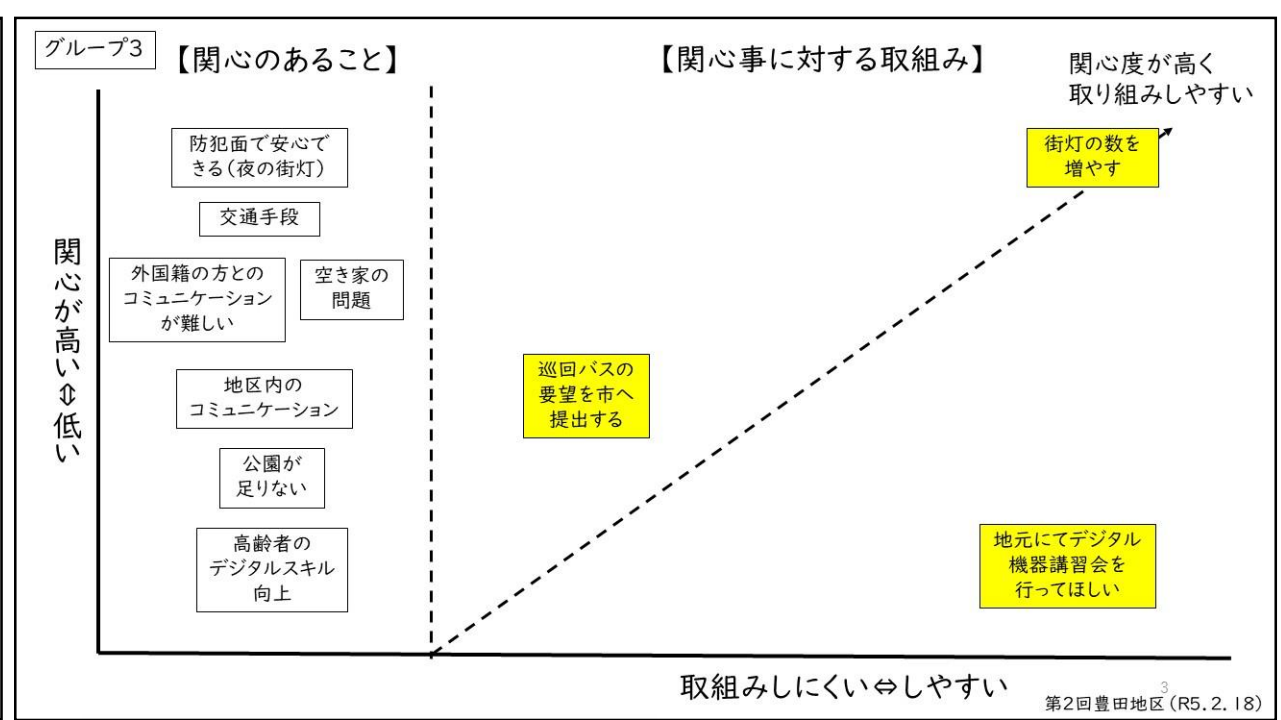 グループ3
【関心のあること】
【関心事に対する取組み】
関心度が高く
取り組みしやすい
防犯面で安心で
きる(夜の街灯)
街灯の数を
増やす
交通手段
外国籍の方との
コミュニケーション
が難しい
空き家の
問題
関心が高い⇕低い
巡回バスの
要望を市へ
提出する
地区内の
コミュニケーション
公園が
足りない
高齢者の
デジタルスキル
向上
地元にてデジタル
機器講習会を
行ってほしい
取組みしにくい⇔しやすい
3
第2回豊田地区(R5.2.18)